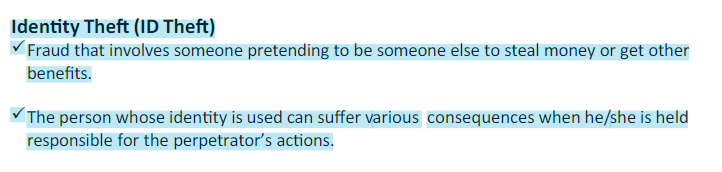 Identity Theft (ID Theft)
✓ Fraud that involves someone pretending to be someone else to steal money or get other
benefits.
✓ The person whose identity is used can suffer various consequences when he/she is held
responsible for the perpetrator's actions.